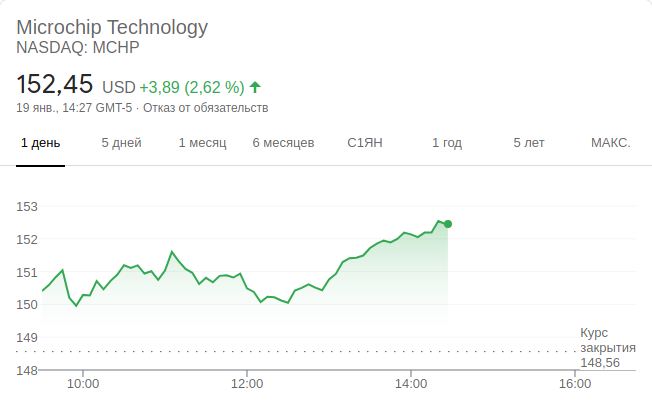 Microchip Technology
NASDAQ: MCHP
152,45 USD +3,89 (2,62 %)
19 янв., 14:27 GMT-5 · Отказ от обязательств
1 день 5 дней 1 месяц 6 месяцев С1ЯН 1 год 5 лет МАКС.
153
152
151
150
149
Курс
закрытия
148,56
148
10:00 12:00 14:00 16:00